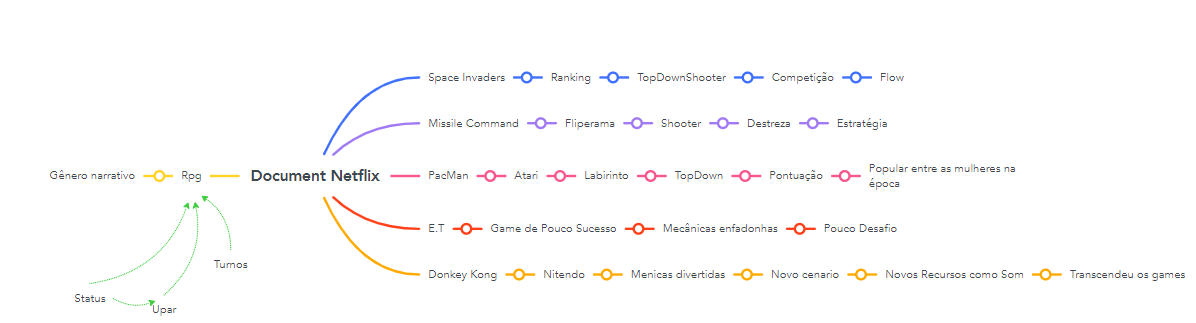 Space Invaders Ranking TopDownShooter Competição Flow
Missile Command Fliperama Shooter Destreza Estratégia
Gênero narrativo Rpg Document Netflix PacMan Atari Labirinto TopDown Pontuação Popular entre as mulheres na
época
E.T Game de Pouco Sucesso Mecânicas enfadonhas Pouco Desafio
Turnos
Donkey Kong Nitendo Menicas divertidas Novo cenario Novos Recursos como Som Transcendeu os games
Status
Upar